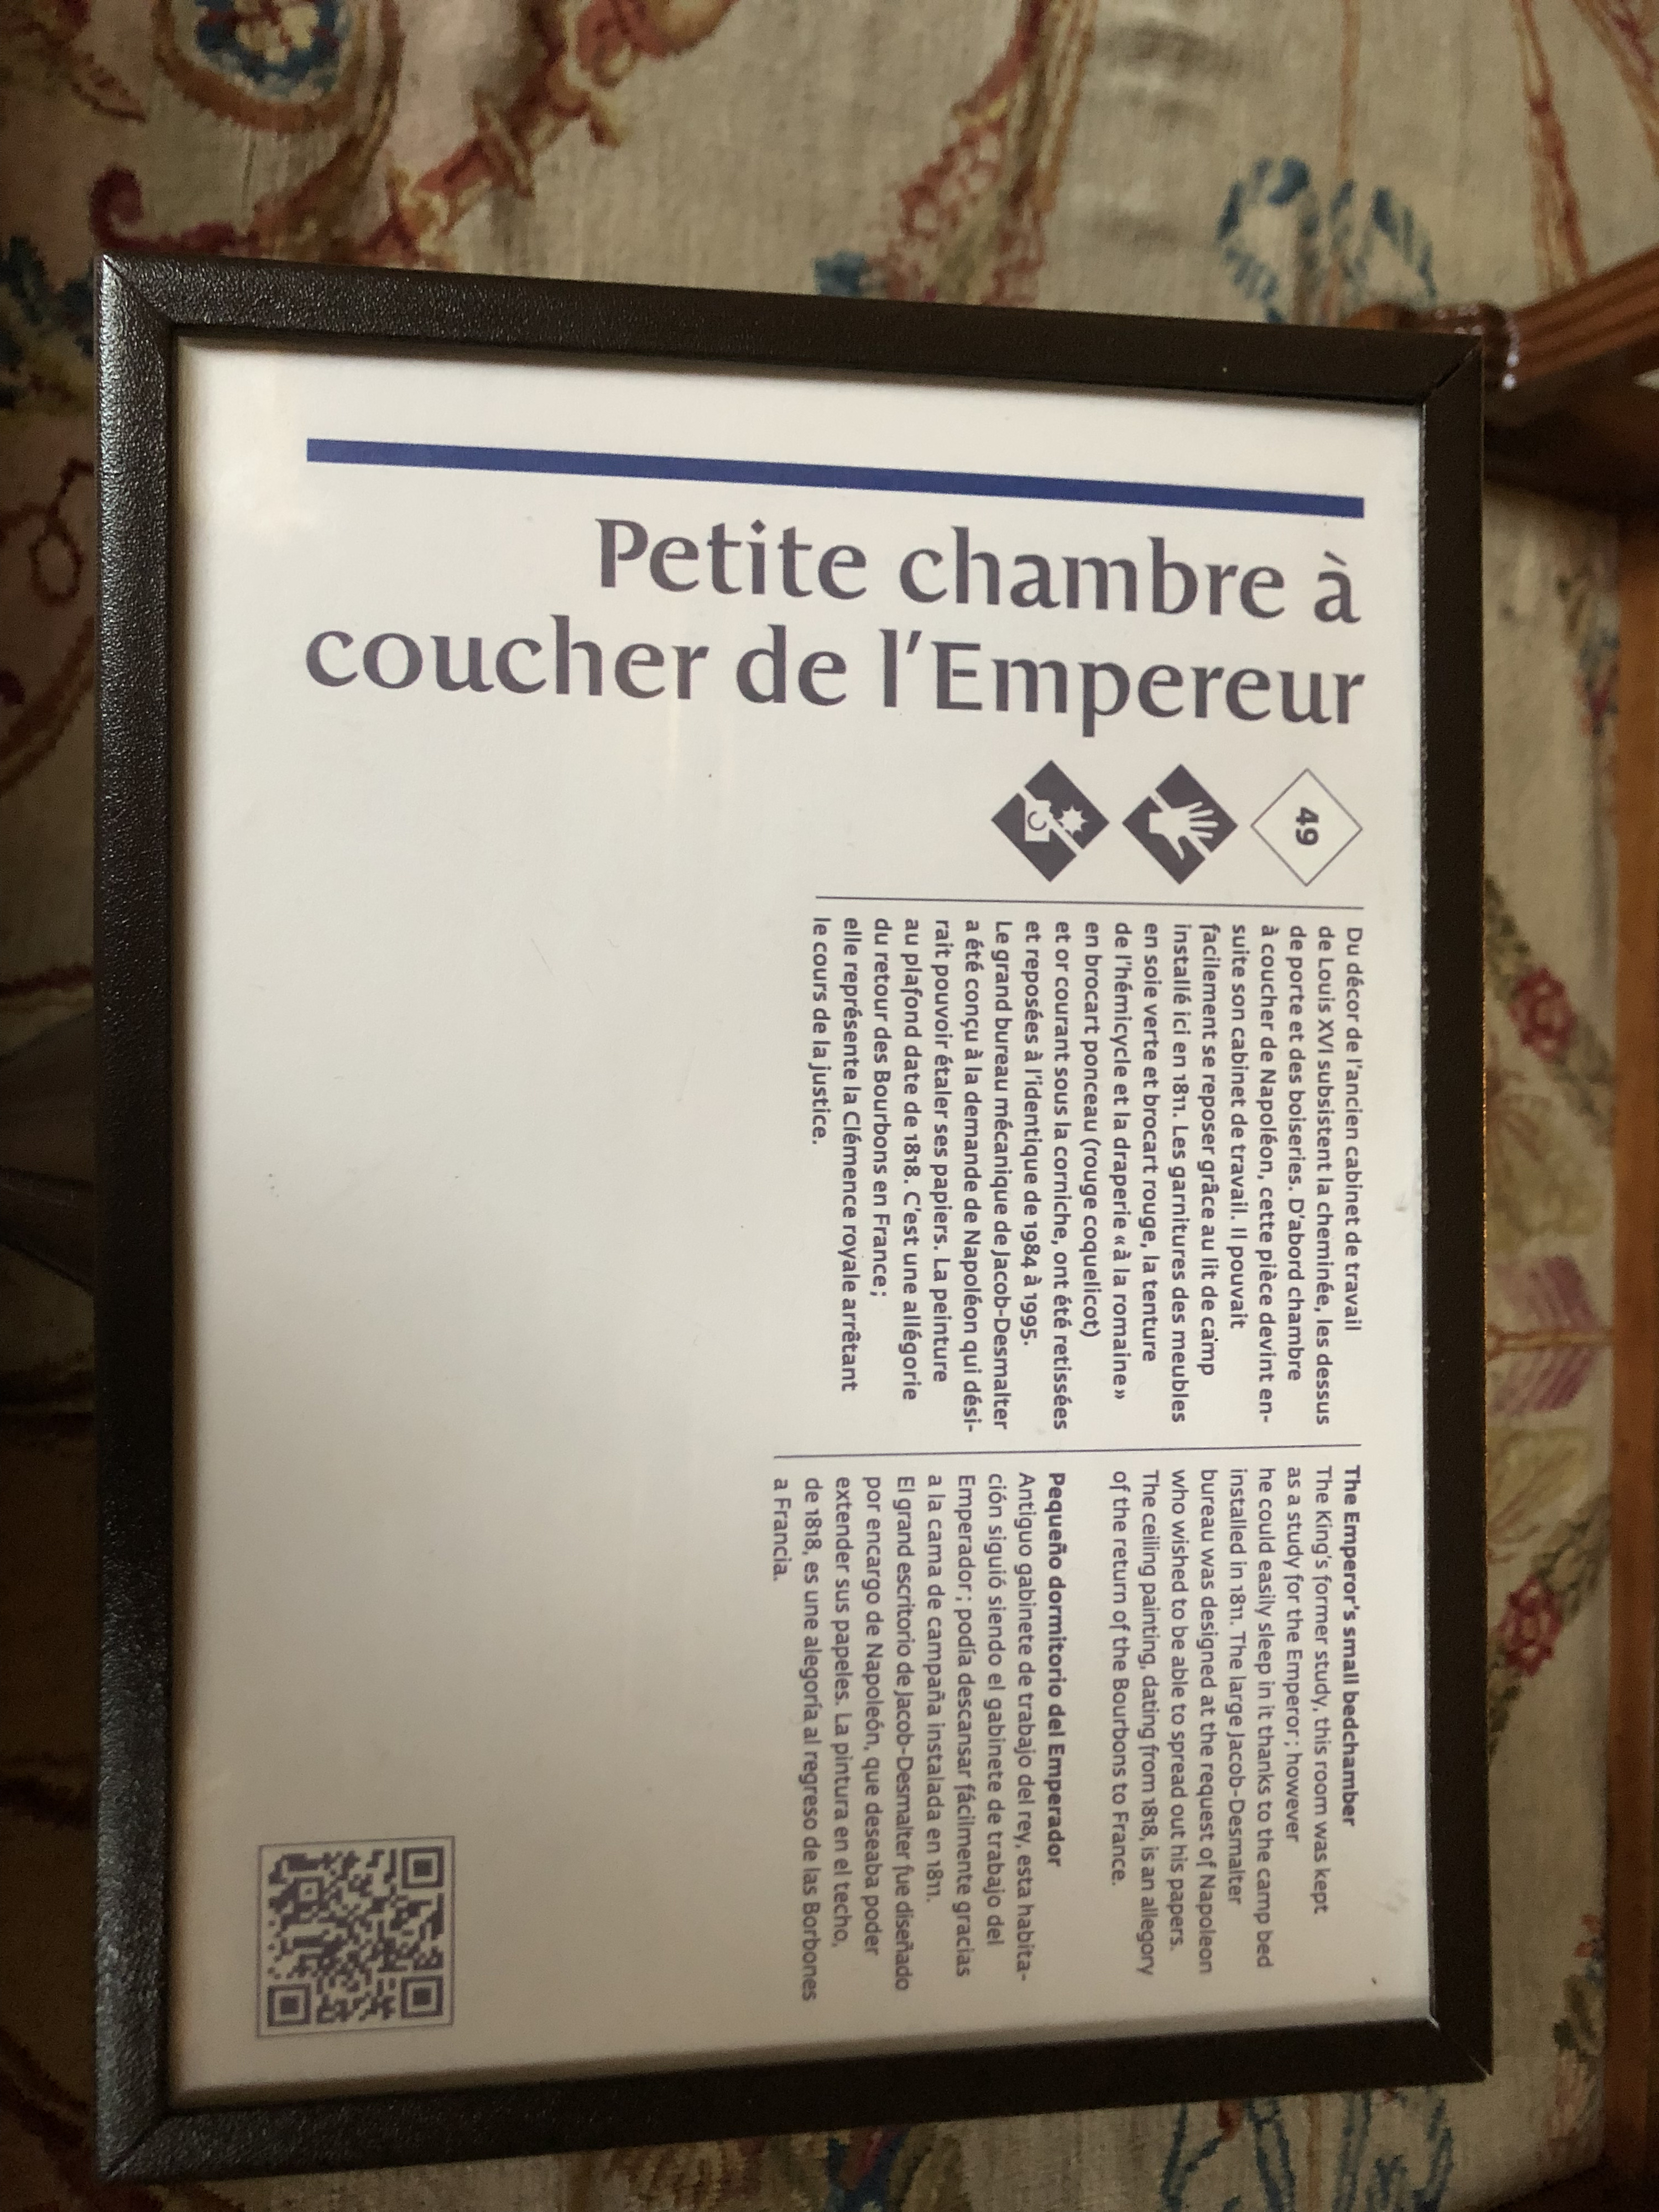 Petite chambre à
coucher de l'Empereur
49
Du décor de l'ancien cabinet de travail
de Louis XVI subsistent la cheminée, les dessus
de porte et des boiseries. D'abord chambre
à coucher de Napoléon, cette pièce devint en-
suite son cabinet de travail. Il pouvait
facilement se reposer grâce au lit de camp
installé ici en 1811. Les garnitures des meubles
en soie verte et brocart rouge, la tenture
de l'hémicycle et la draperie « à la romaine »
en brocart ponceau (rouge coquelicot)
et or courant sous la corniche, ont été retissées
et reposées à l'identique de 1984 à 1995.
Le grand bureau mécanique de Jacob-Desmalter
a été conçu à la demande de Napoléon qui dési-
rait pouvoir étaler ses papiers. La peinture
au plafond date de 1818. C'est une allégorie
du retour des Bourbons en France ;
elle représente la Clémence royale arrêtant
le cours de la justice.
The Emperor's small bedchamber
The King's former study, this room was kept
as a study for the Emperor ; however
he could easily sleep in it thanks to the camp bed
installed in 1811. The large Jacob-Desmalter
bureau was designed at the request of Napoleon
who wished to be able to spread out his papers.
The ceiling painting, dating from 1818, is an allegory
of the return of the Bourbons to France.
Pequeño dormitorio del Emperador
Antiguo gabinete de trabajo del rey, esta habita-
ción siguió siendo el gabinete de trabajo del
Emperador ; podía descansar fácilmente gracias
a la cama de campaña instalada en 1811.
El grand escritorio de Jacob-Desmalter fue diseñado
por encargo de Napoleón, que deseaba poder
extender sus papeles. La pintura en el techo,
de 1818, es une alegoría al regreso de las Borbones
a Francia.